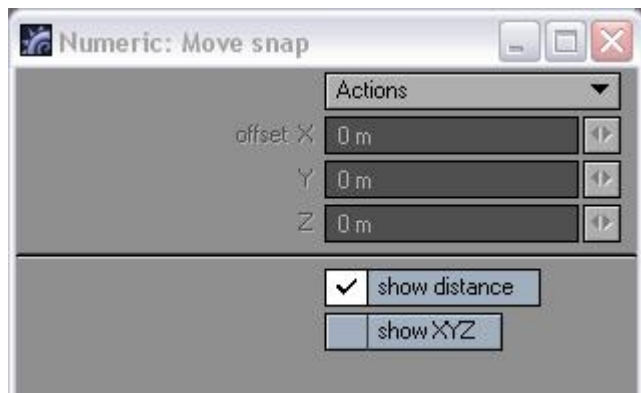 Numeric: Move snap
Actions
offset X 0 m
Y 0 m
Z 0 m
show distance
show XYZ